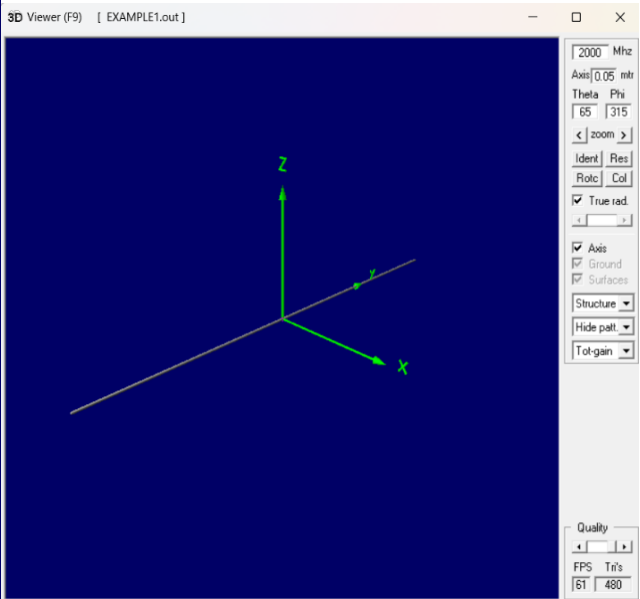 3D Viewer (F9) [ EXAMPLE1.out ]
2000 Mhz
Axis 0.05 mtr
Theta Phi
65 315
< zoom >
Ident Res
Rotc Col
True rad.
Axis
Ground
Surfaces
Structure
Hide patt.
Tot-gain
Z
y
X
Quality
FPS Tri's
61 480